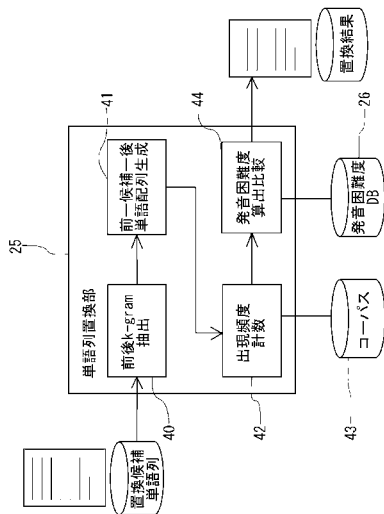 25
単語列置換部
置換候補
単語列
前後k-gram
抽出
40
前ー候補ー後
単語配列生成
41
出現頻度
計数
42
コーパス
43
発音困難度
算出比較
44
発音困難度
DB
26
置換結果